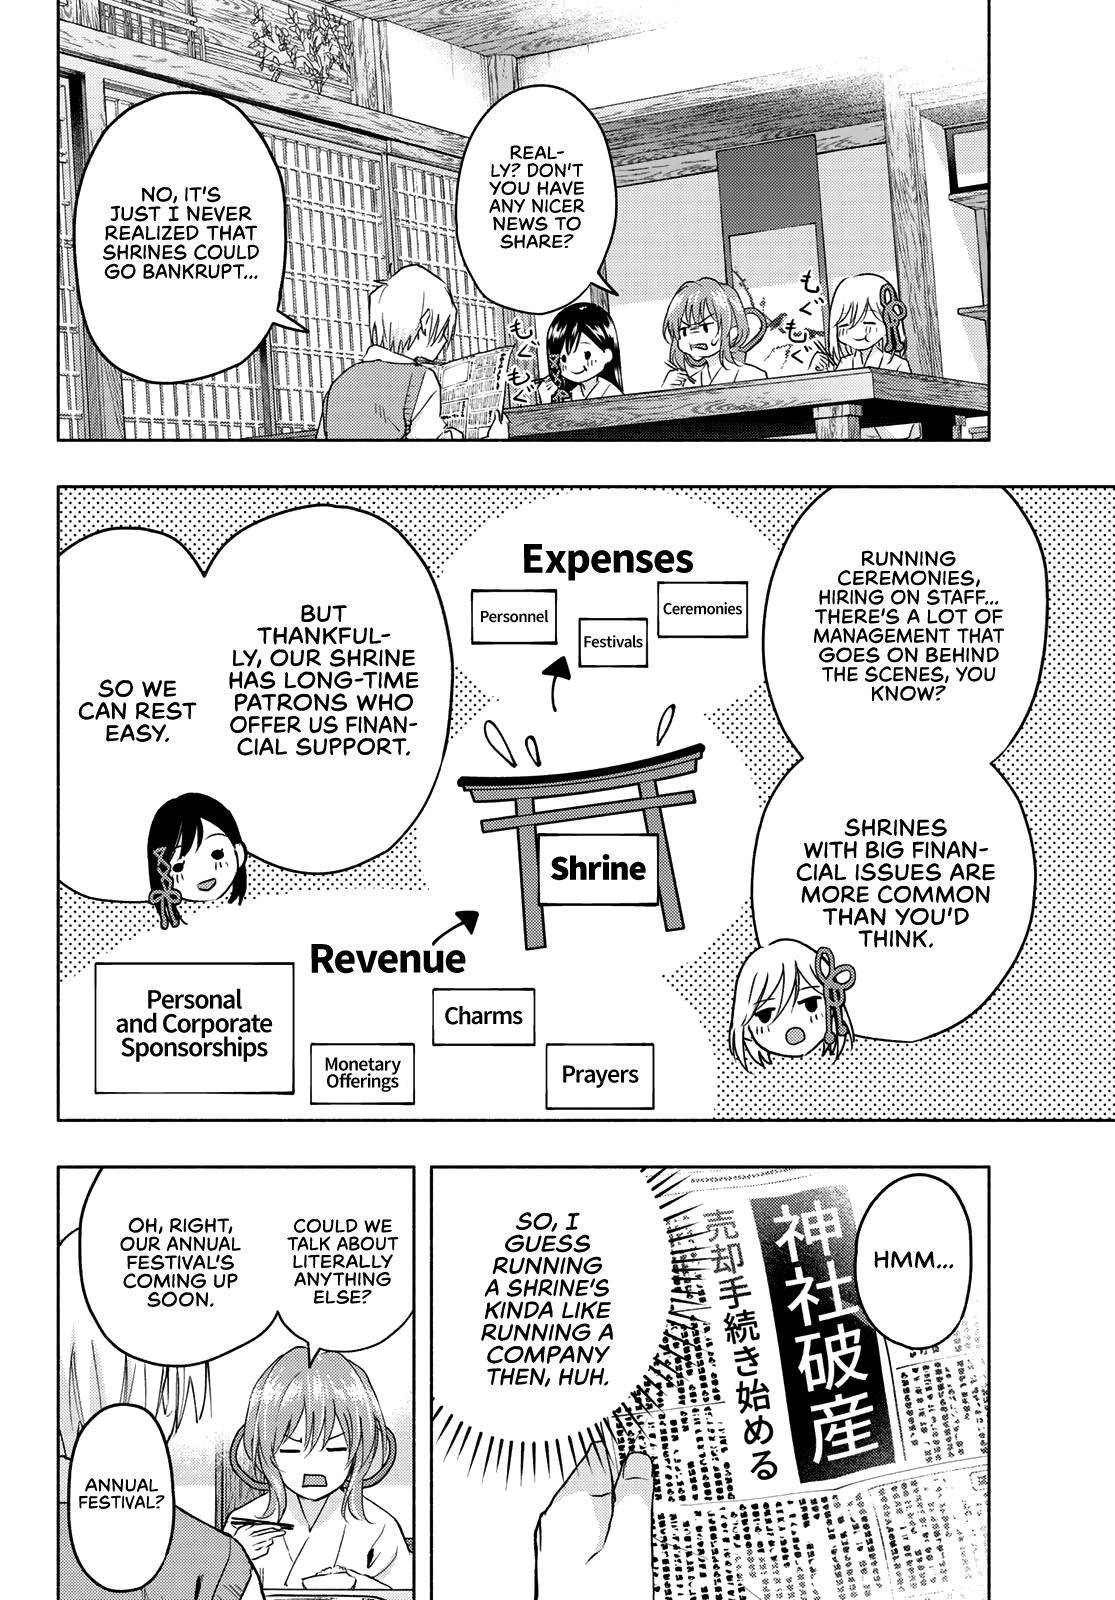 REAL-
LY? DON'T
YOU HAVE
ANY NICER
NEWS TO
SHARE?
NO, IT'S
JUST I NEVER
REALIZED THAT
SHRINES COULD
GO BANKRUPT...
もぐ
もぐ
もぐ
もぐ
RUNNING
CEREMONIES,
HIRING ON STAFF...
THERE'S A LOT OF
MANAGEMENT THAT
GOES ON BEHIND
THE SCENES, YOU
KNOW?
SHRINES
WITH BIG FINAN-
CIAL ISSUES ARE
MORE COMMON
THAN YOU'D
THINK.
Expenses
Personnel
Festivals
Ceremonies
Shrine
Revenue
Personal
and Corporate
Sponsorships
Monetary
Offerings
Charms
Prayers
BUT
THANKFUL-
LY, OUR SHRINE
HAS LONG-TIME
PATRONS WHO
OFFER US FINAN-
CIAL SUPPORT.
SO WE
CAN REST
EASY.
HMM...
神社破産
売却手続き始める
SO, I
GUESS
RUNNING
A SHRINE'S
KINDA LIKE
RUNNING A
COMPANY
THEN, HUH.
COULD WE
TALK ABOUT
LITERALLY
ANYTHING
ELSE?
OH, RIGHT,
OUR ANNUAL
FESTIVAL'S
COMING UP
SOON.
ANNUAL
FESTIVAL?